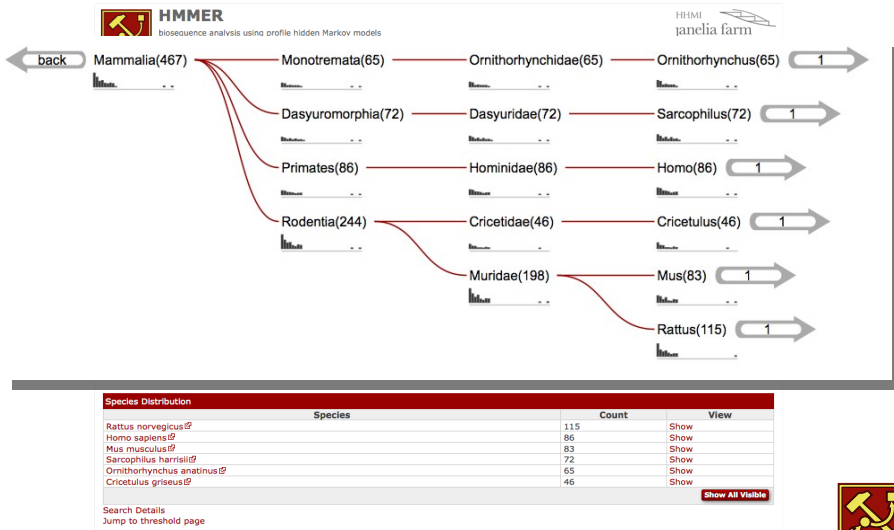 HMMER
biosequence analysis using profile hidden Markov models
HHMI
janelia farm
back Mammalia(467) Monotremata(65) Ornithorhynchidae(65) Ornithorhynchus(65) 1
Dasyuromorphia(72) Dasyuridae(72) Sarcophilus(72) 1
Primates(86) Hominidae(86) Homo(86) 1
Rodentia(244) Cricetidae(46) Cricetulus(46) 1
Muridae(198) Mus(83) 1
Rattus(115) 1
Species Distribution
Species Count View
Rattus norvegicus 115 Show
Homo sapiens 86 Show
Mus musculus 83 Show
Sarcophilus harrisii 72 Show
Ornithorhynchus anatinus 65 Show
Cricetulus griseus 46 Show
Show All Visible
Search Details
Jump to threshold page